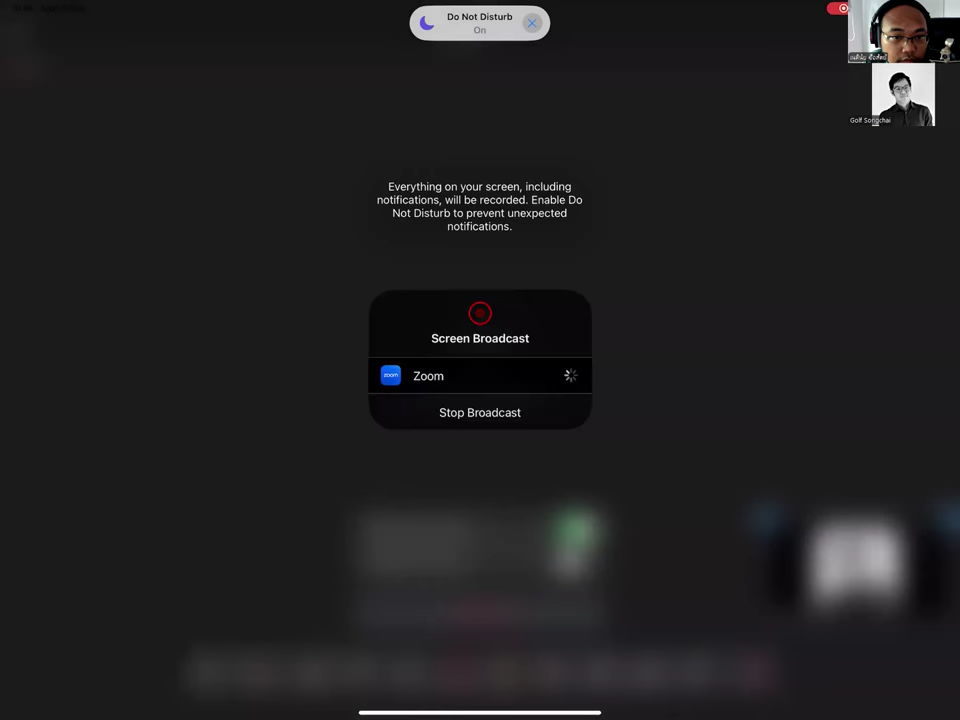 Do Not Disturb
On
Golf Songchai
Everything on your screen, including
notifications, will be recorded. Enable Do
Not Disturb to prevent unexpected
notifications.
Screen Broadcast
zoom
Zoom
Stop Broadcast